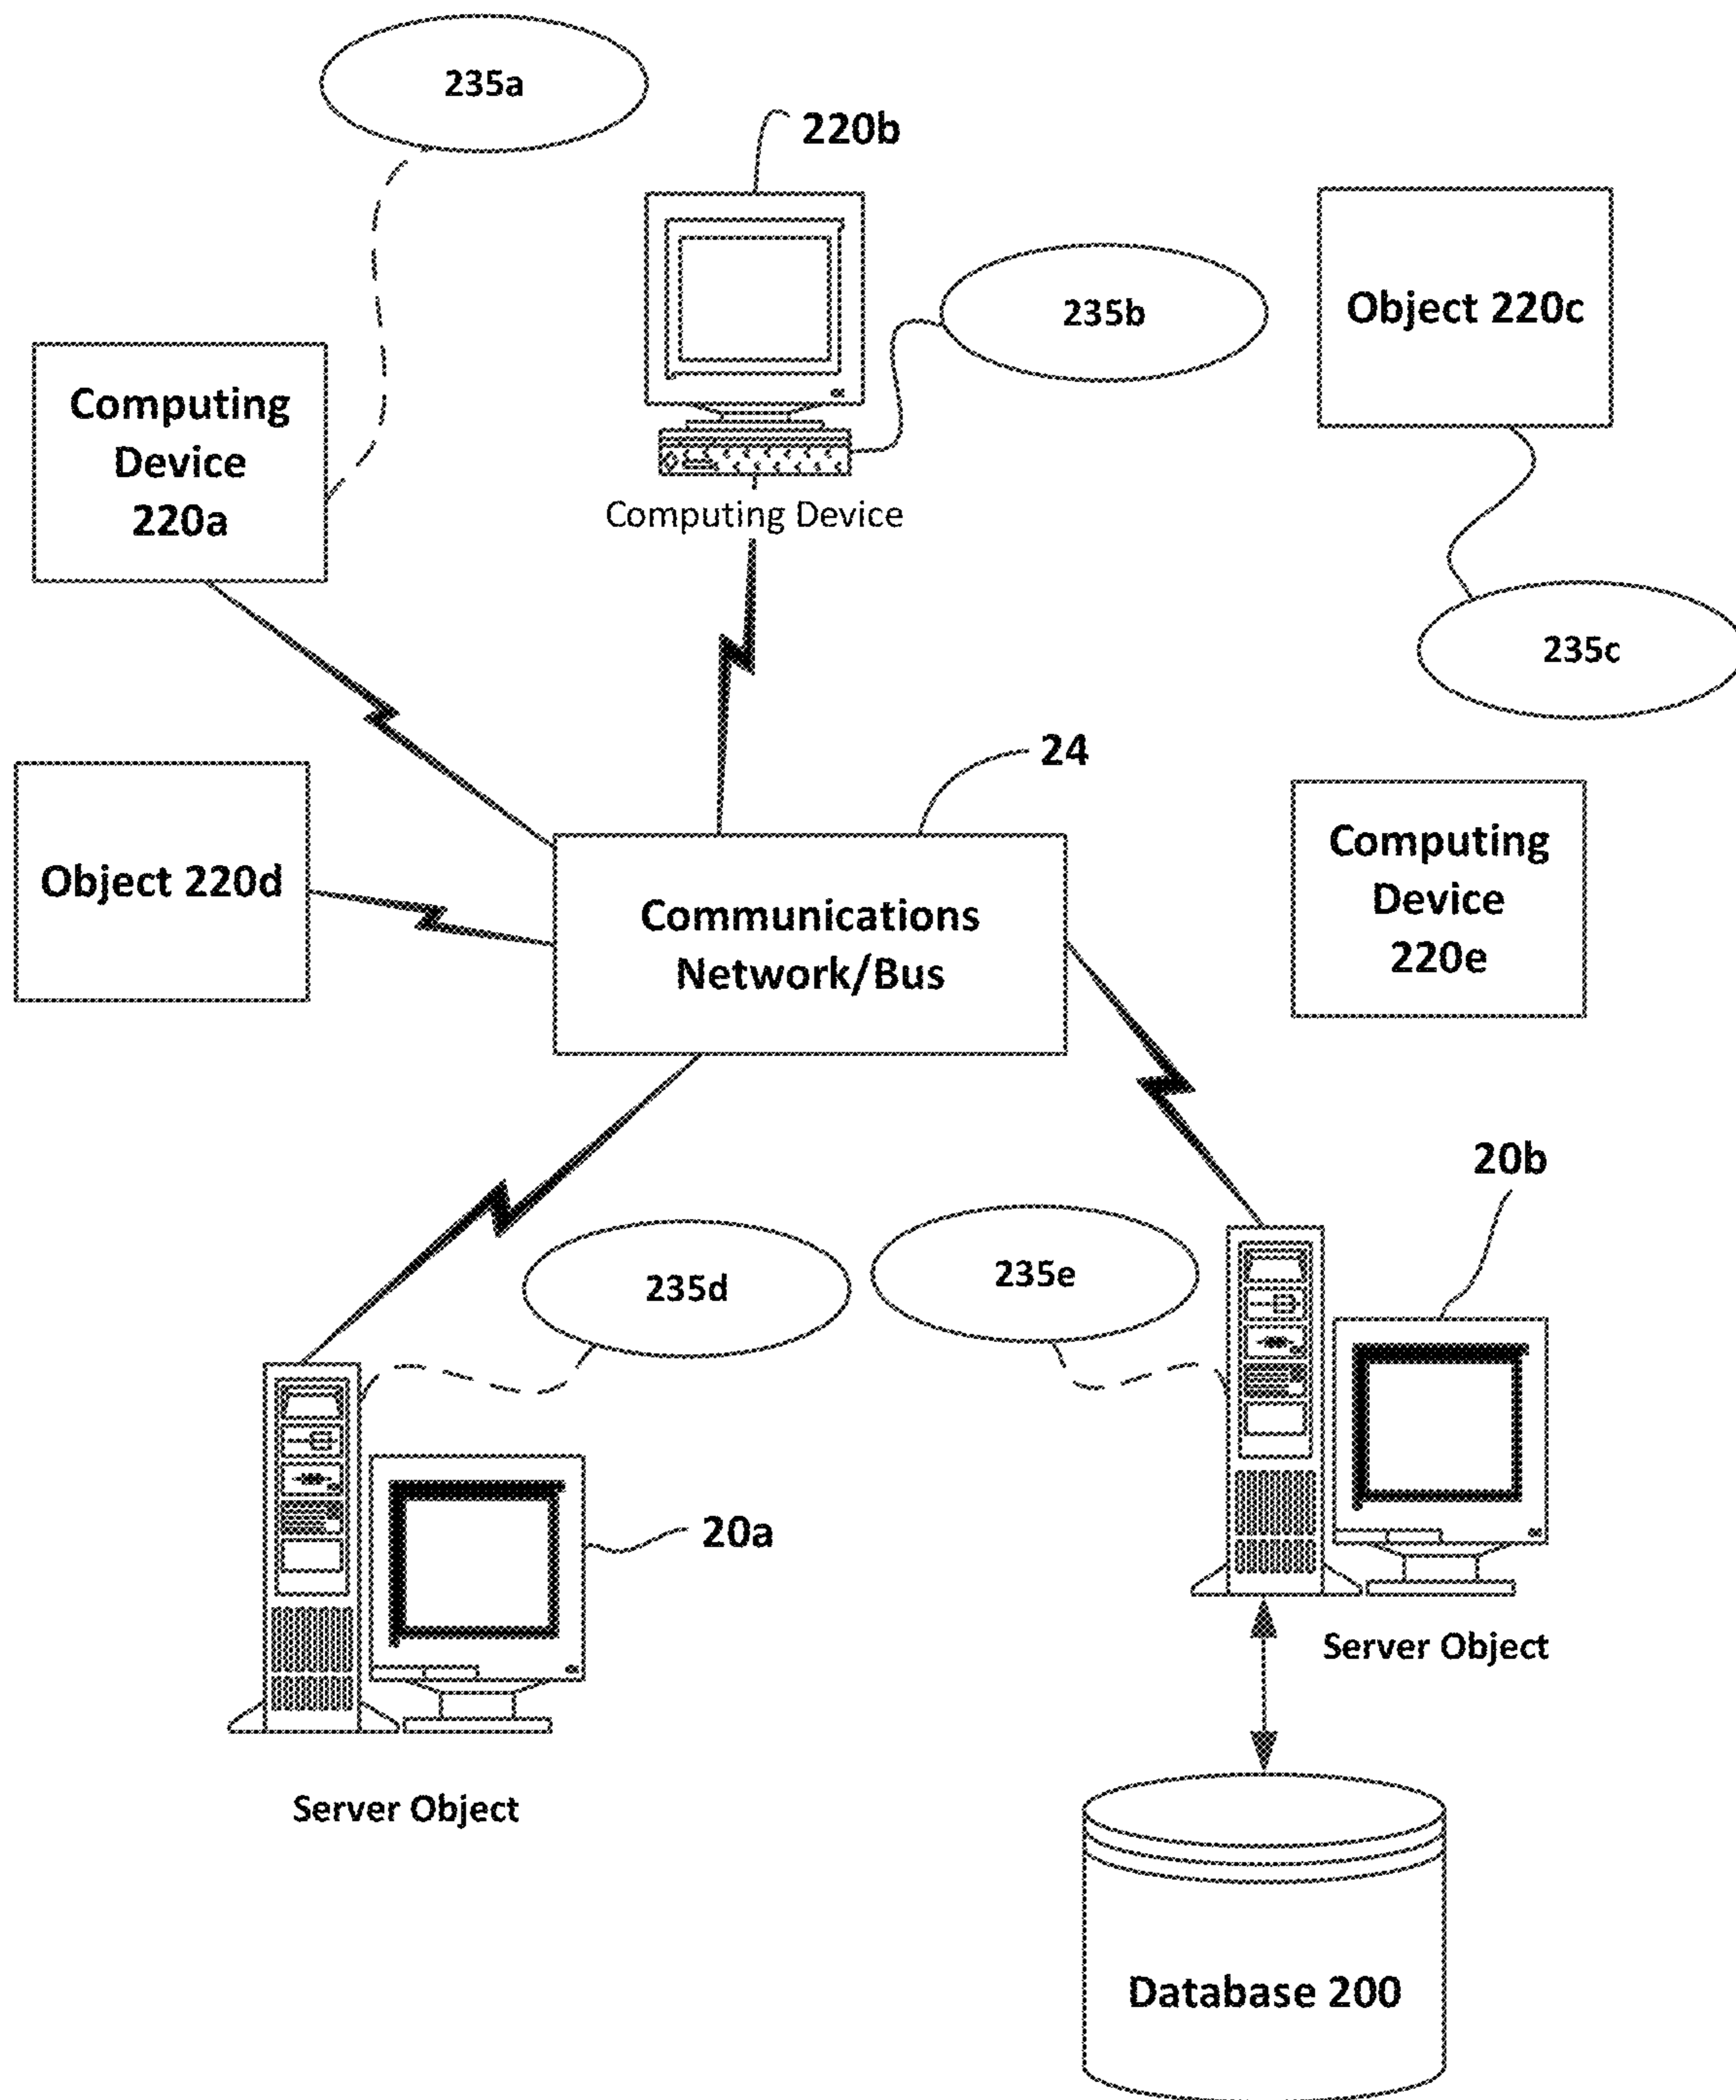 235a
220b
235b
Object 220c
Computing
Device
220a
Computing Device
235c
24
Object 220d
Computing
Device
220e
Communications
Network/Bus
20b
235d
235e
20a
Server Object
Server Object
Database 200